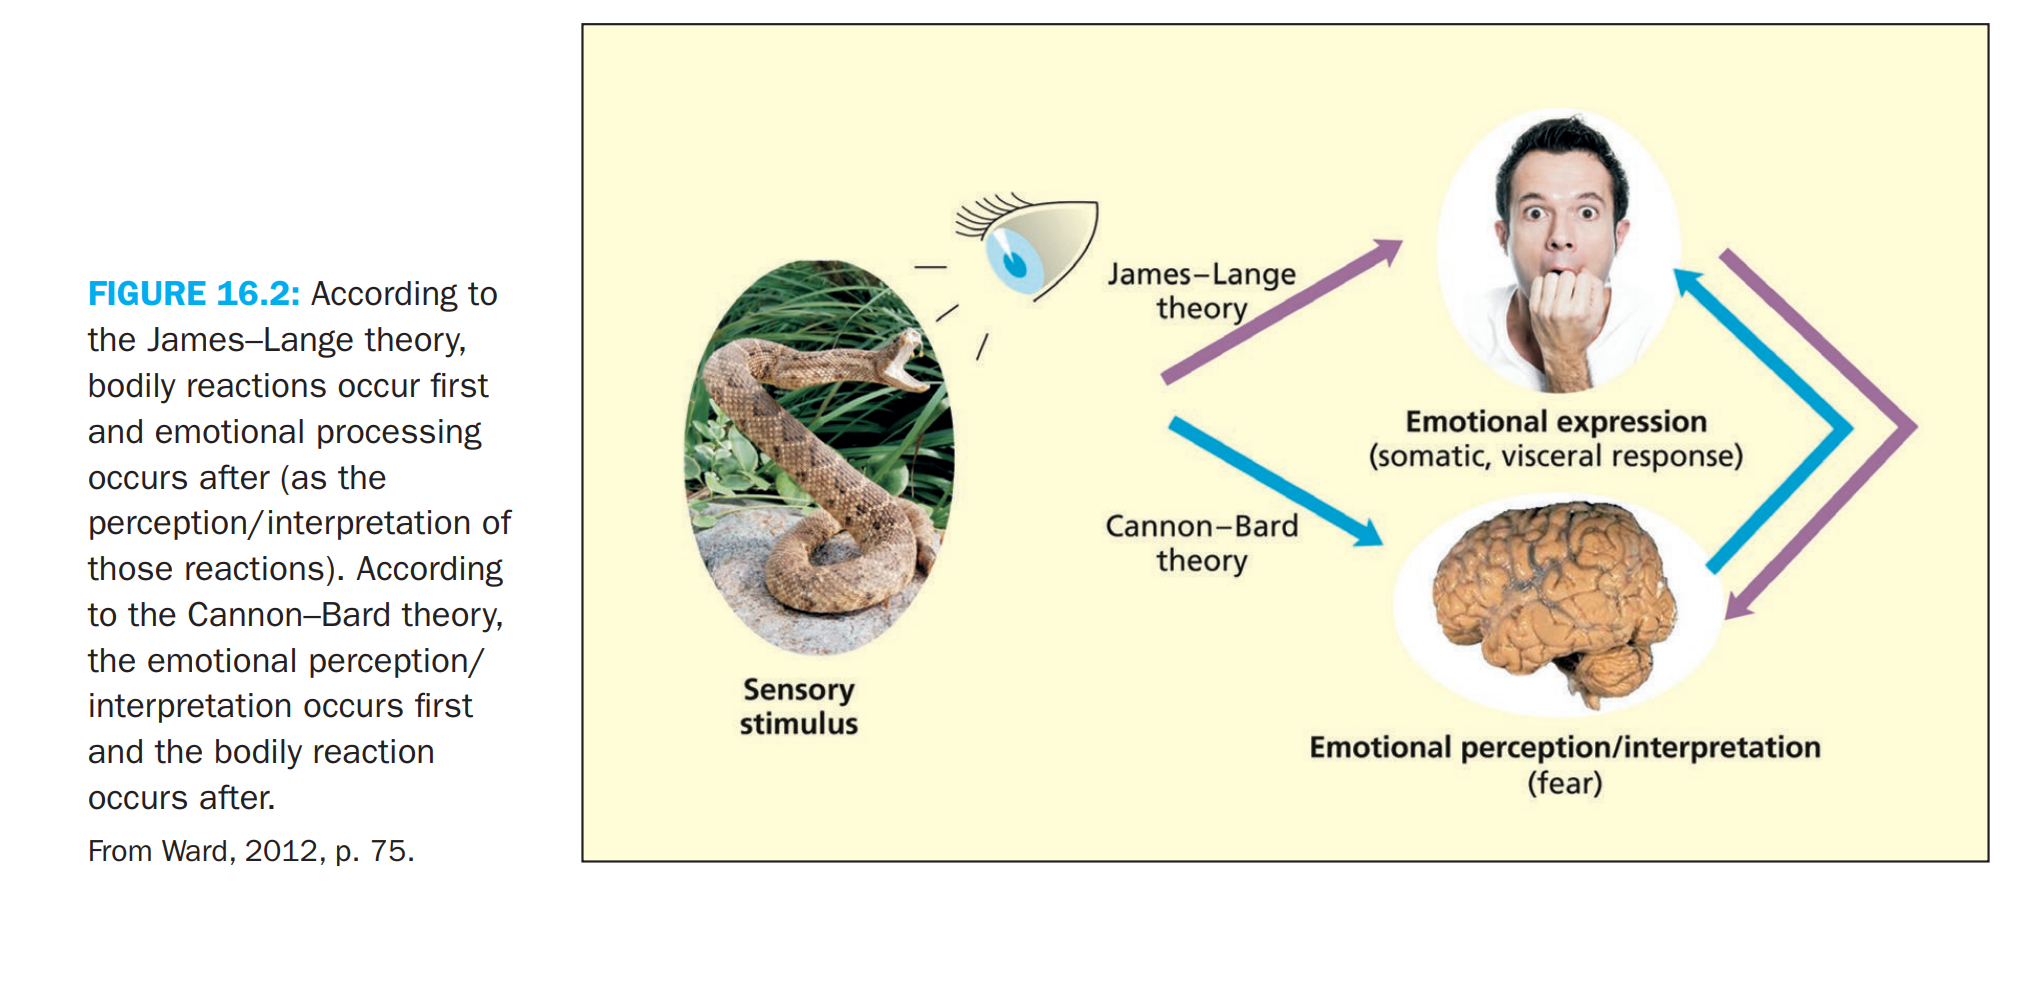 FIGURE 16.2: According to
the James–Lange theory,
bodily reactions occur first
and emotional processing
occurs after (as the
perception/interpretation of
those reactions). According
to the Cannon–Bard theory,
the emotional perception/
interpretation occurs first
and the bodily reaction
occurs after.
From Ward, 2012, p. 75.
Sensory
stimulus
James–Lange
theory
Cannon–Bard
theory
Emotional expression
(somatic, visceral response)
Emotional perception/interpretation
(fear)